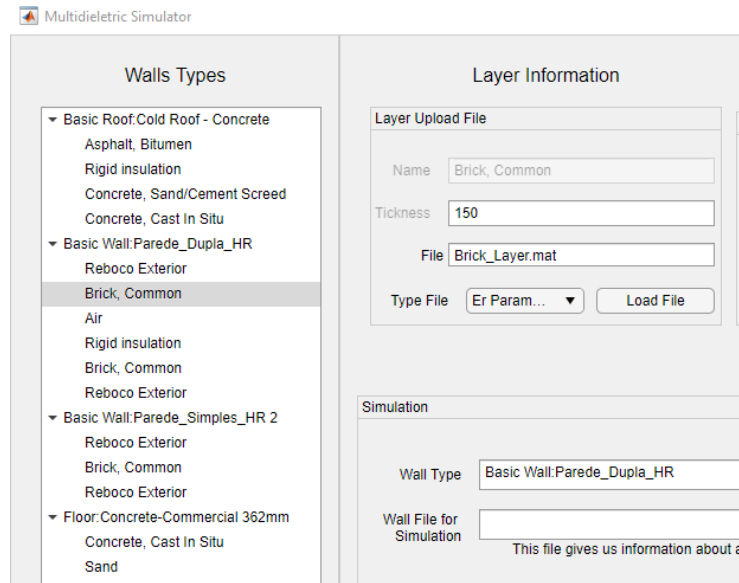 Multidieletric Simulator
Walls Types
Basic Roof:Cold Roof - Concrete
Asphalt, Bitumen
Rigid insulation
Concrete, Sand/Cement Screed
Concrete, Cast In Situ
Basic Wall:Parede_Dupla_HR
Reboco Exterior
Brick, Common
Air
Rigid insulation
Brick, Common
Reboco Exterior
Basic Wall:Parede_Simples_HR 2
Reboco Exterior
Brick, Common
Reboco Exterior
Floor:Concrete-Commercial 362mm
Concrete, Cast In Situ
Sand
Layer Information
Layer Upload File
Name Brick, Common
Tickness 150
File Brick_Layer.mat
Type File Er Param... Load File
Simulation
Wall Type Basic Wall:Parede_Dupla_HR
Wall File for
Simulation
This file gives us information about a